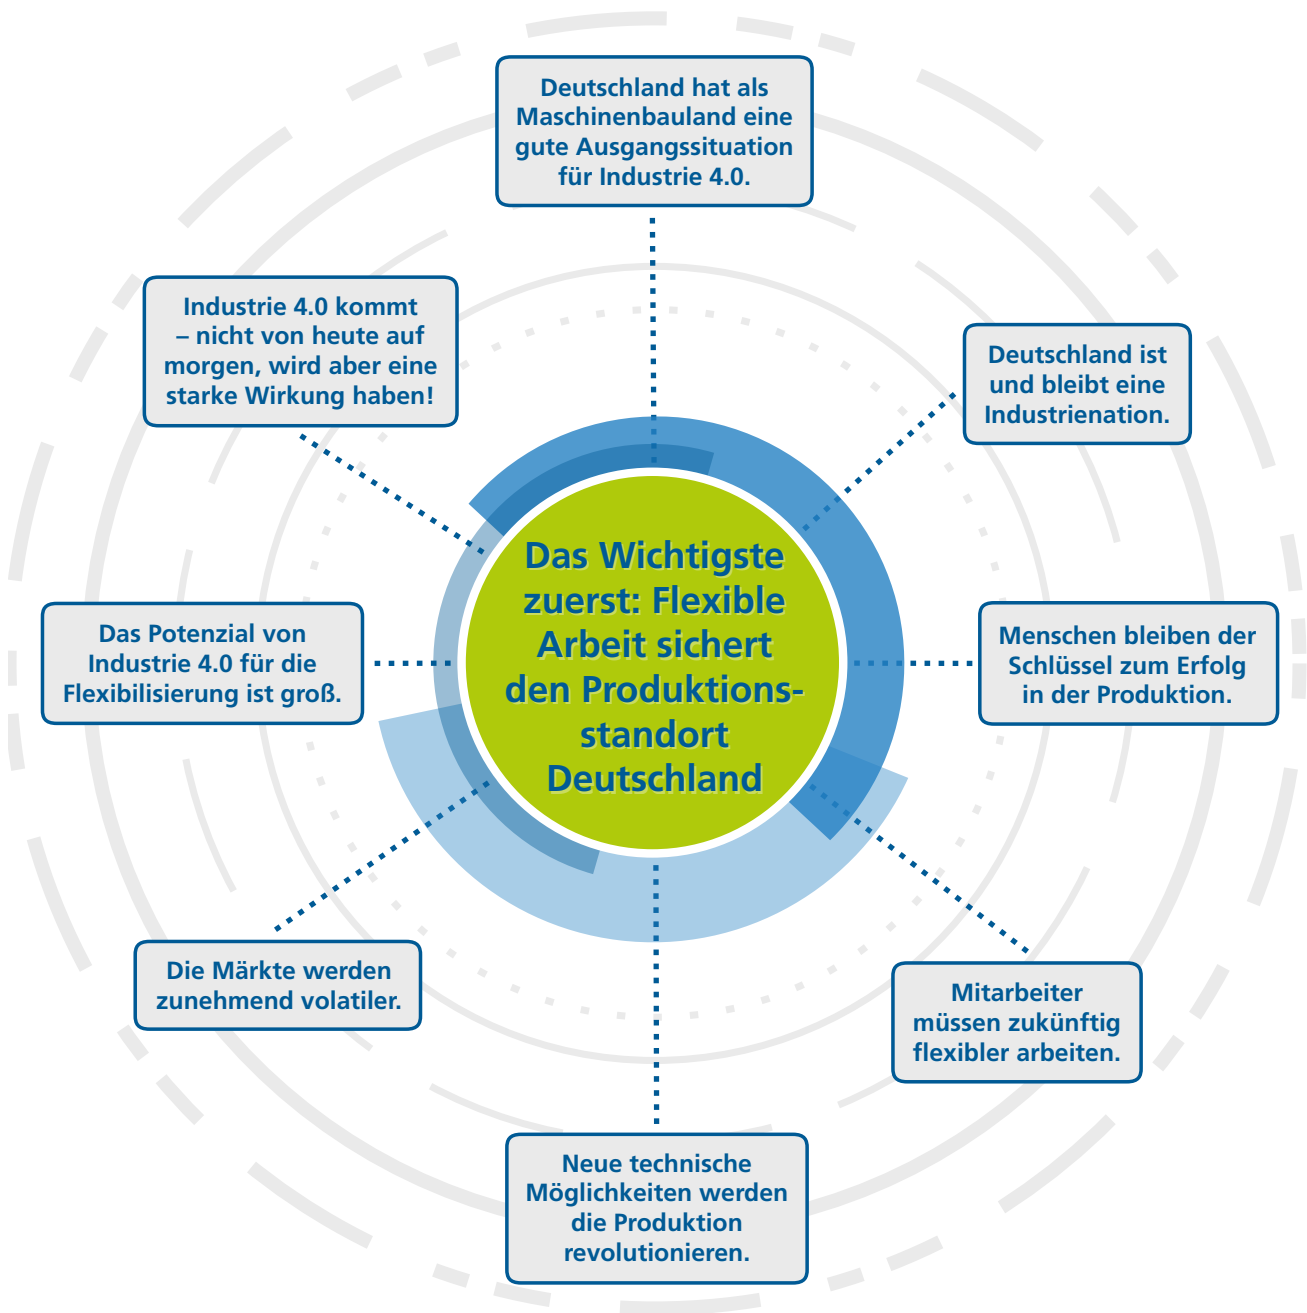 Deutschland hat als
Maschinenbauland eine
gute Ausgangssituation
für Industrie 4.0.
Industrie 4.0 kommt
– nicht von heute auf
morgen, wird aber eine
starke Wirkung haben!
Deutschland ist
und bleibt eine
Industrienation.
Das Wichtigste
zuerst: Flexible
Arbeit sichert
den Produktions-
standort
Deutschland
Das Potenzial von
Industrie 4.0 für die
Flexibilisierung ist groß.
Menschen bleiben der
Schlüssel zum Erfolg
in der Produktion.
Die Märkte werden
zunehmend volatiler.
Mitarbeiter
müssen zukünftig
flexibler arbeiten.
Neue technische
Möglichkeiten werden
die Produktion
revolutionieren.